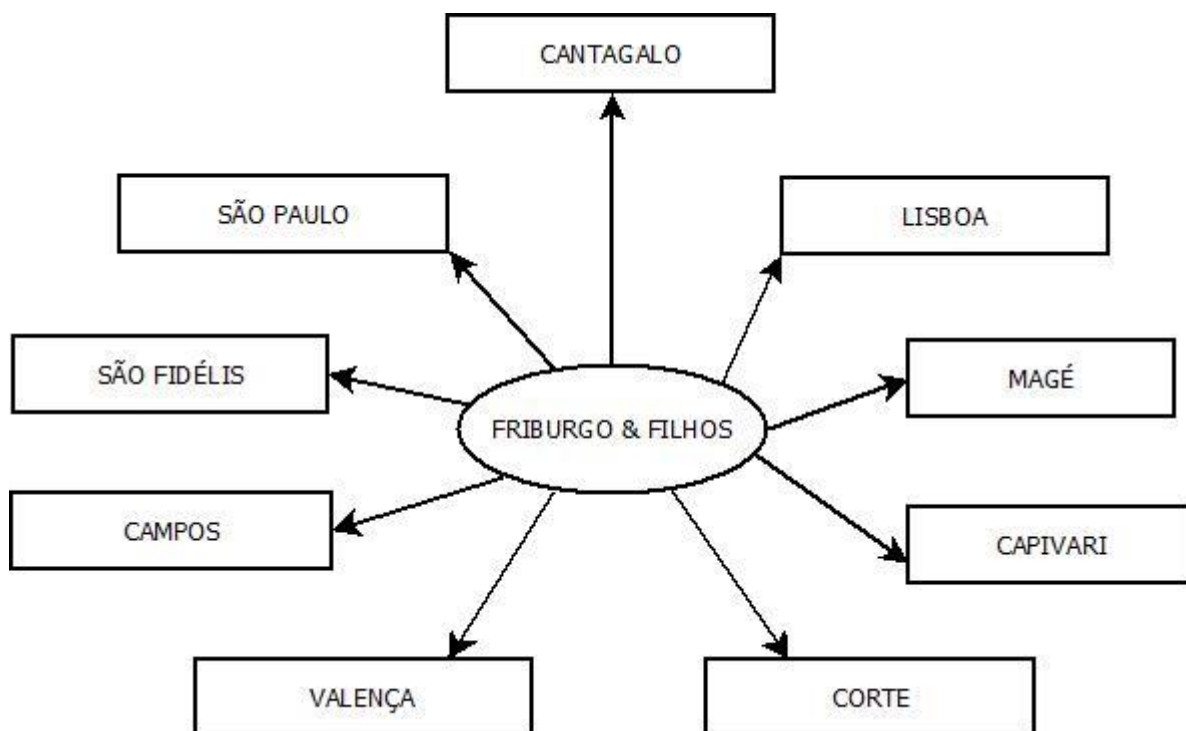 CANTAGALO
SÃO PAULO
LISBOA
SÃO FIDÉLIS
MAGÉ
FRIBURGO & FILHOS
CAMPOS
CAPIVARI
VALENÇA
CORTE